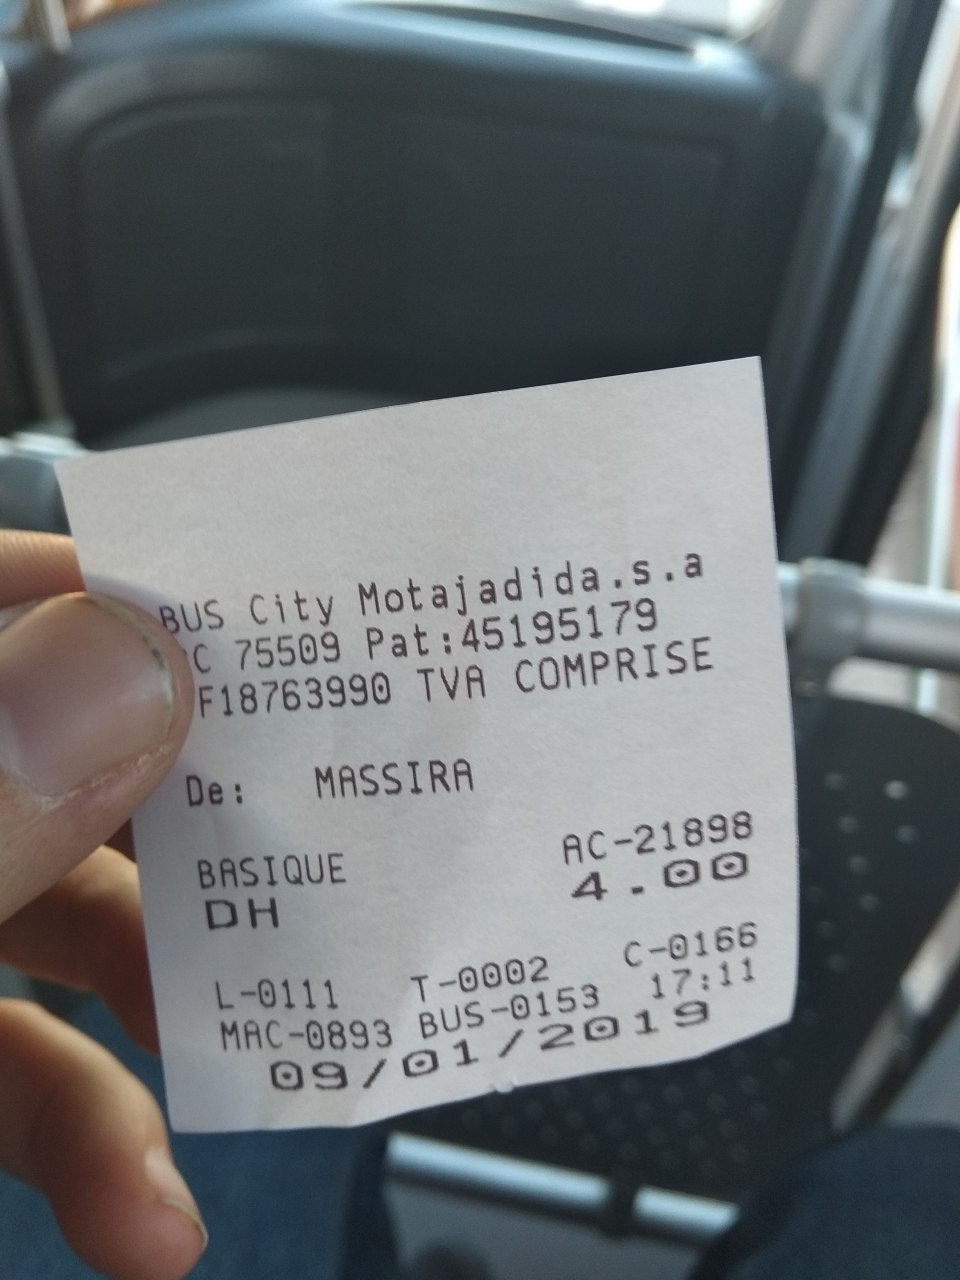 BUS City Motajadida.s.a
C 75509 Pat:45195179
F18763990 TVA COMPRISE
De: MASSIRA
BASIQUE AC-21898
DH 4.00
L-0111 T-0002 C-0166
MAC-0893 BUS-0153 17:11
09/01/2019